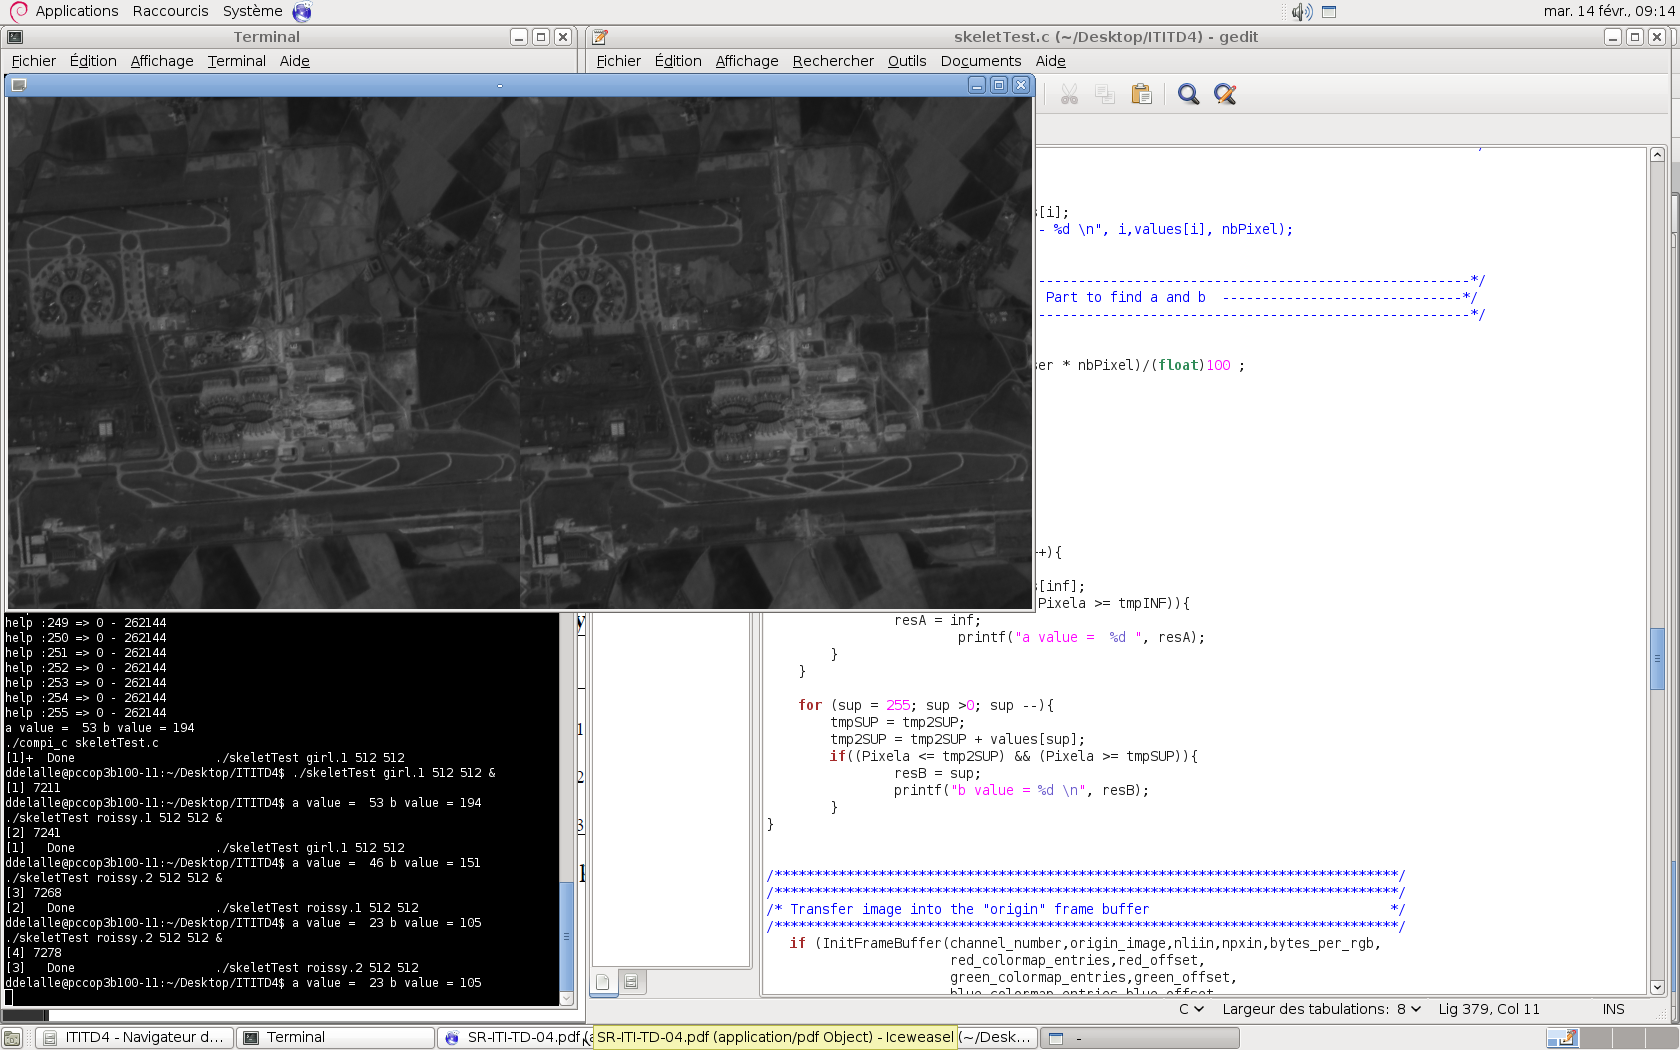 Applications Raccourcis Système
mar. 14 févr., 09:14
Terminal
Fichier Édition Affichage Terminal Aide
skeletTest.c (~/Desktop/ITITD4) - gedit
Fichier Édition Affichage Rechercher Outils Documents Aide
-
s[i];
- %d \n", i,values[i], nbPixel);
------------------------------------------------------*/
Part to find a and b ------------------------------*/
------------------------------------------------------*/
ser * nbPixel)/(float)100 ;
++){
s[inf];
Pixela >= tmpINF)){
resA = inf;
printf("a value =  %d ", resA);
}
}
for (sup = 255; sup >0; sup --){
tmpSUP = tmp2SUP;
tmp2SUP = tmp2SUP + values[sup];
if((Pixela <= tmp2SUP) && (Pixela >= tmpSUP)){
resB = sup;
printf("b value = %d \n", resB);
}
}
/******************************************************************************/
/******************************************************************************/
/* Transfer image into the "origin" frame buffer */
/******************************************************************************/
if (InitFrameBuffer(channel_number,origin_image,nliin,npxin,bytes_per_rgb,
red_colormap_entries,red_offset,
green_colormap_entries,green_offset,
blue_colormap_entries,blue_offset
help :249 => 0 - 262144
help :250 => 0 - 262144
help :251 => 0 - 262144
help :252 => 0 - 262144
help :253 => 0 - 262144
help :254 => 0 - 262144
help :255 => 0 - 262144
a value =  53 b value = 194
./compi_c skeletTest.c
[1]+  Done                  ./skeletTest girl.1 512 512
ddelalle@pccop3b100-11:~/Desktop/ITITD4$ ./skeletTest girl.1 512 512 &
[1] 7211
ddelalle@pccop3b100-11:~/Desktop/ITITD4$ a value =  53 b value = 194
./skeletTest roissy.1 512 512 &
[2] 7241
[1]   Done                  ./skeletTest girl.1 512 512
ddelalle@pccop3b100-11:~/Desktop/ITITD4$ a value =  46 b value = 151
./skeletTest roissy.2 512 512 &
[3] 7268
[2]   Done                  ./skeletTest roissy.1 512 512
ddelalle@pccop3b100-11:~/Desktop/ITITD4$ a value =  23 b value = 105
./skeletTest roissy.2 512 512 &
[4] 7278
[3]   Done                  ./skeletTest roissy.2 512 512
ddelalle@pccop3b100-11:~/Desktop/ITITD4$ a value =  23 b value = 105
y
1
2
3
C Largeur des tabulations: 8 Lig 379, Col 11 INS
ITITD4 - Navigateur d... Terminal SR-ITI-TD-04.pdf (a SR-ITI-TD-04.pdf (application/pdf Object) - Iceweasel (~/Desk... -